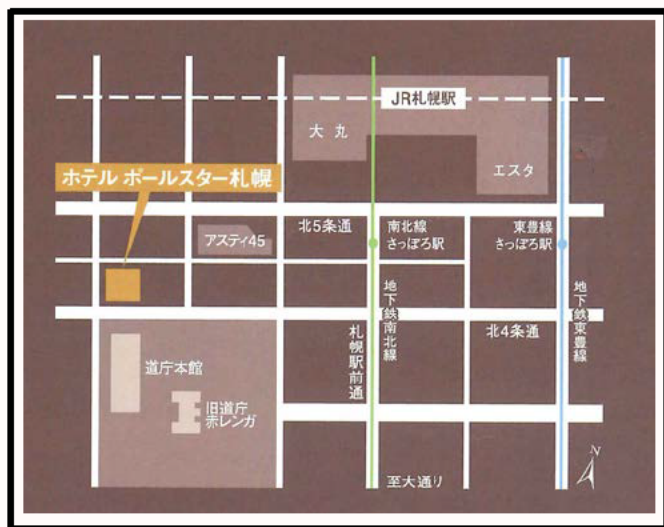 JR札幌駅
大丸
エスタ
ホテル ポールスター札幌
アスティ45
北5条通
南北線
さっぽろ駅
東豊線
さっぽろ駅
地下鉄南北線
地下鉄東豊線
札幌駅前通
北4条通
道庁本館
旧道庁
赤レンガ
至大通り
N